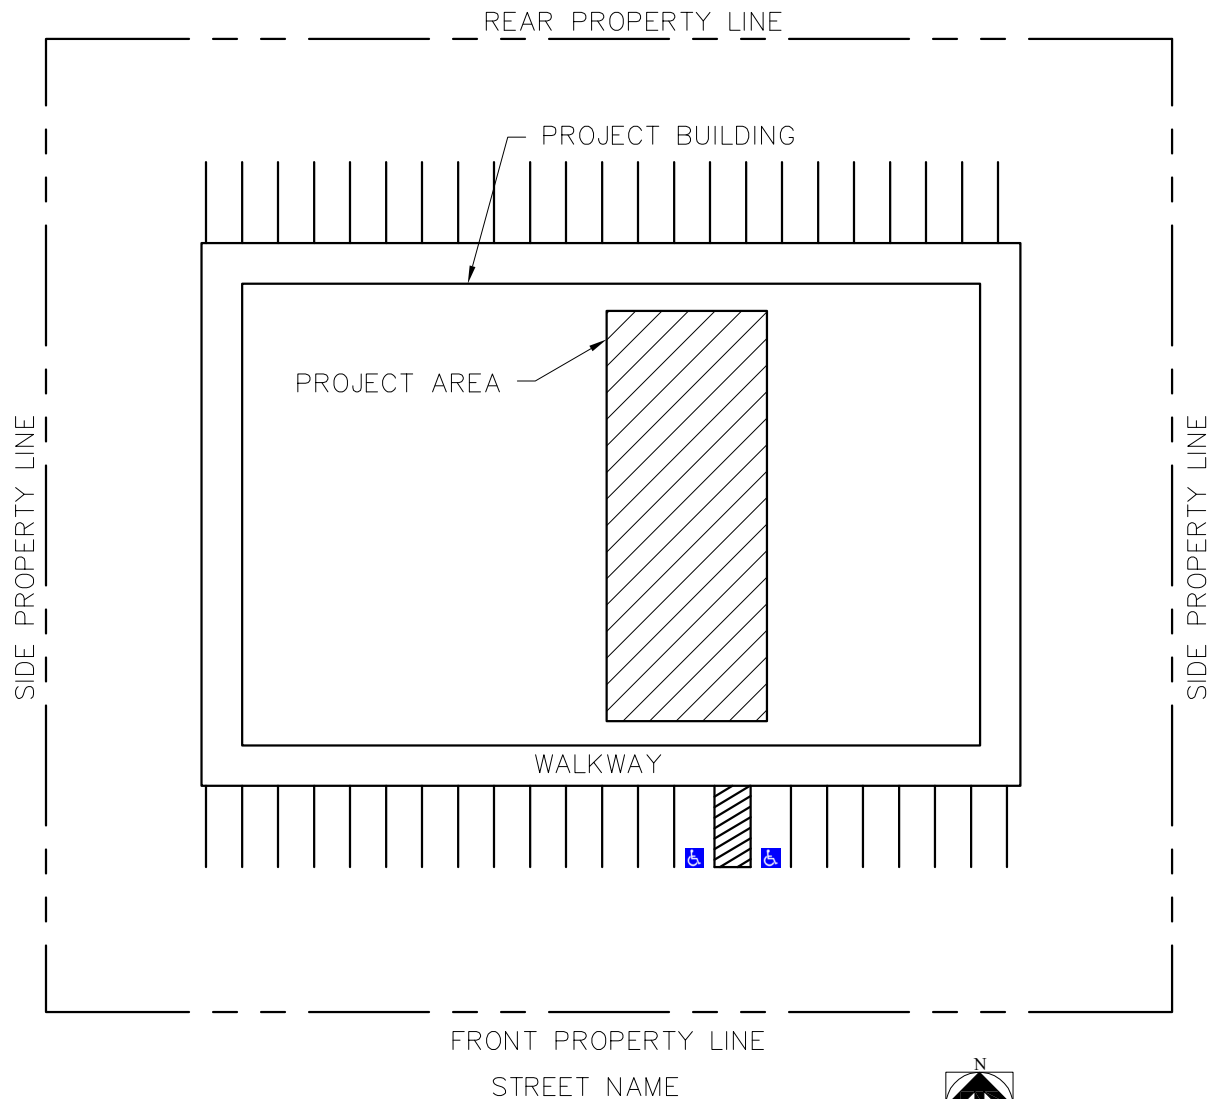 REAR PROPERTY LINE
PROJECT BUILDING
PROJECT AREA
SIDE PROPERTY LINE
SIDE PROPERTY LINE
WALKWAY
FRONT PROPERTY LINE
STREET NAME
N